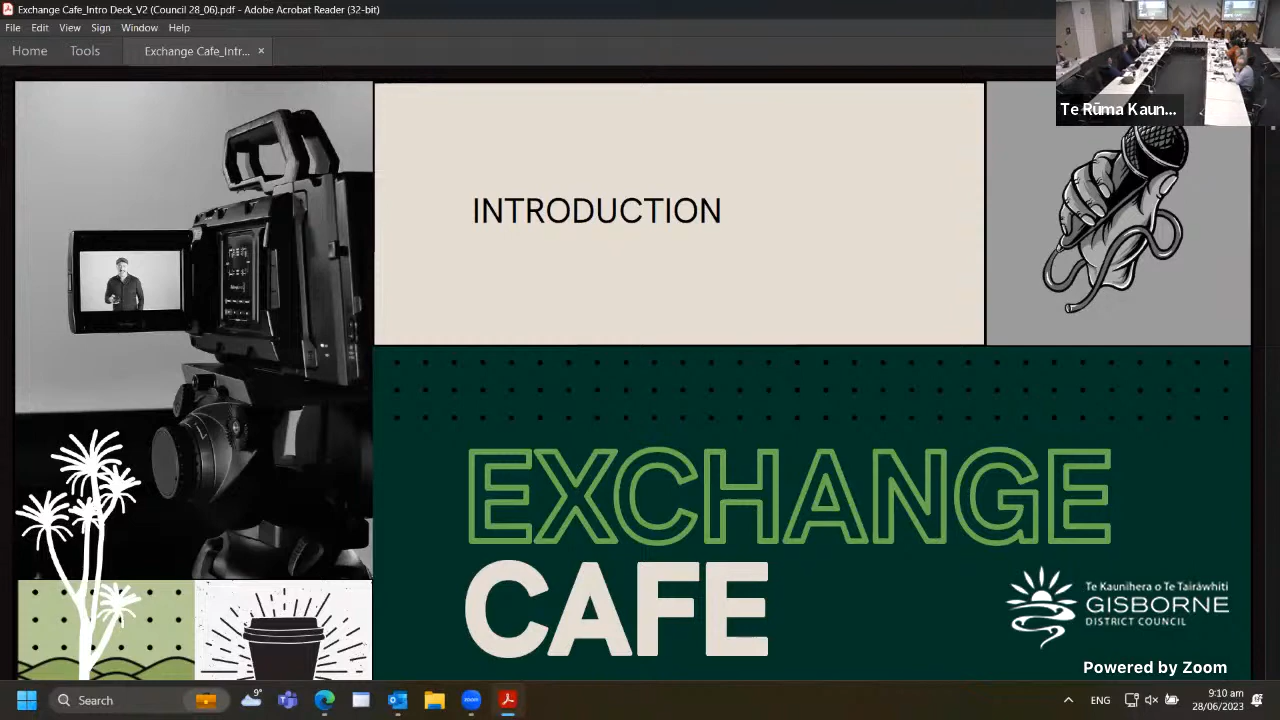 Exchange Cafe_Intro Deck_V2 (Council 28_06).pdf - Adobe Acrobat Reader (32-bit)
File Edit View Sign Window Help
Home Tools Exchange Cafe_Intr... ×
Te Rūma Kaun...
INTRODUCTION
EXCHANGE
CAFE
Te Kaunihera o Te Tairāwhiti
GISBORNE
DISTRICT COUNCIL
Powered by Zoom
Search
9°
zoom
ENG
9:10 am
28/06/2023